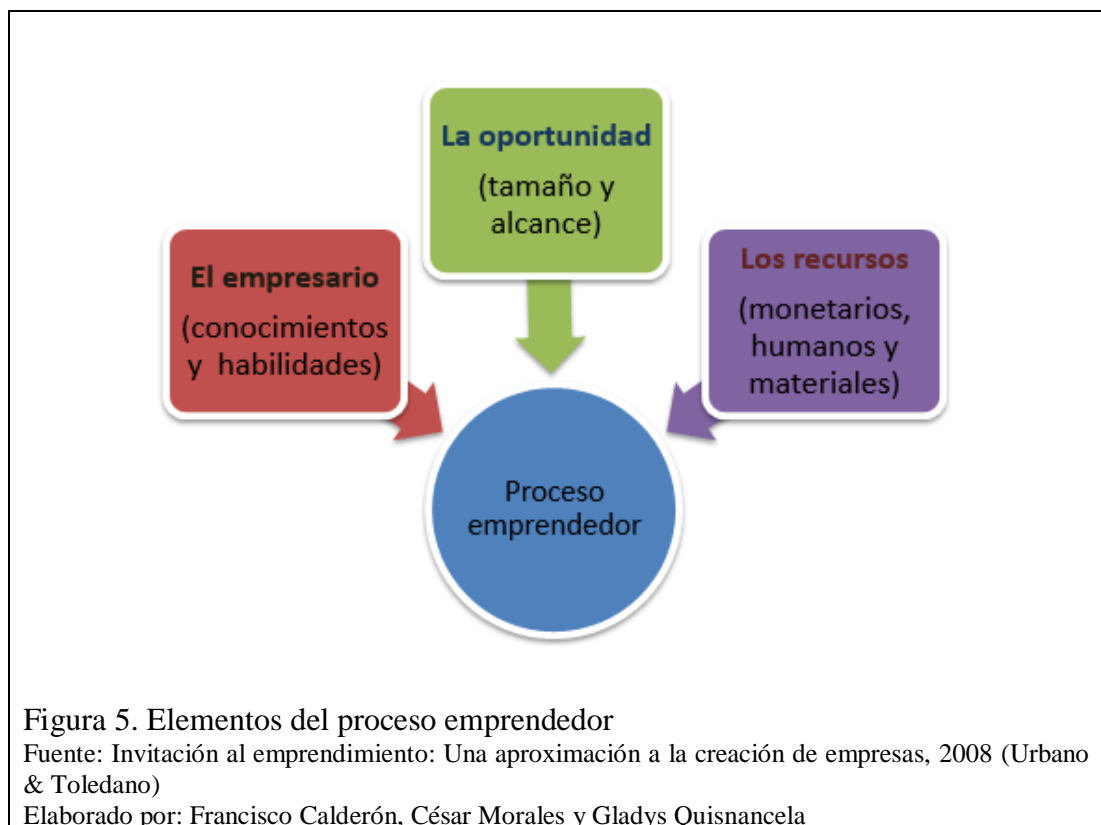 La oportunidad
(tamaño y
alcance)
El empresario
(conocimientos
y habilidades)
Los recursos
(monetarios,
humanos y
materiales)
Proceso
emprendedor
Figura 5. Elementos del proceso emprendedor
Fuente: Invitación al emprendimiento: Una aproximación a la creación de empresas, 2008 (Urbano
& Toledano)
Elaborado por: Francisco Calderón, César Morales y Gladys Quisnancela